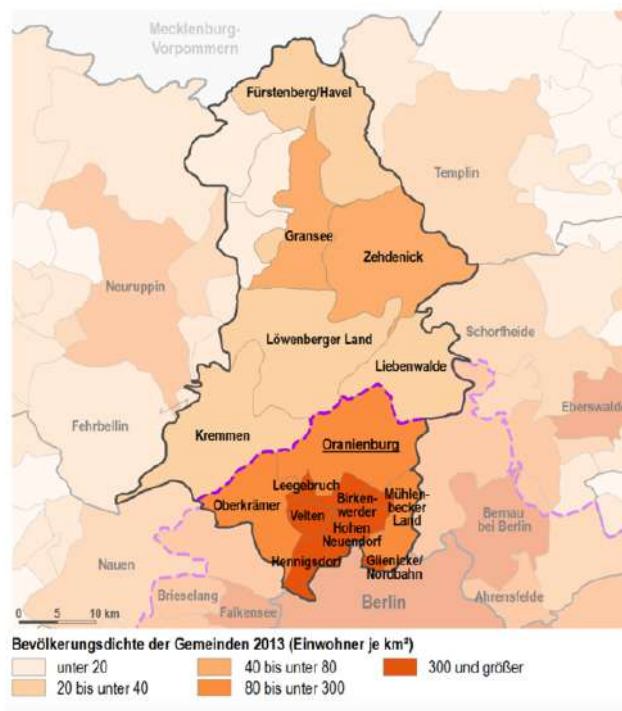 Mecklenburg-
Vorpommern
Fürstenberg/Havel
Templin
Gransee
Zehdenick
Neuruppin
Löwenberger Land
Schorfheide
Liebenwalde
Eberswalde
Fehrbellin
Kremmen
Oranienburg
Leegebruch
Oberkrämer
Birken-
werder
Mühlen-
becker
Land
Velten
Hohen
Neuendorf
Bernau
bei Berlin
Nauen
Hennigsdorf
Glienicke/
Nordbahn
Brieselang
Falkensee
Berlin
Ahrensfelde
0 5 10 km
Bevölkerungsdichte der Gemeinden 2013 (Einwohner je km²)
unter 20
40 bis unter 80
300 und größer
20 bis unter 40
80 bis unter 300